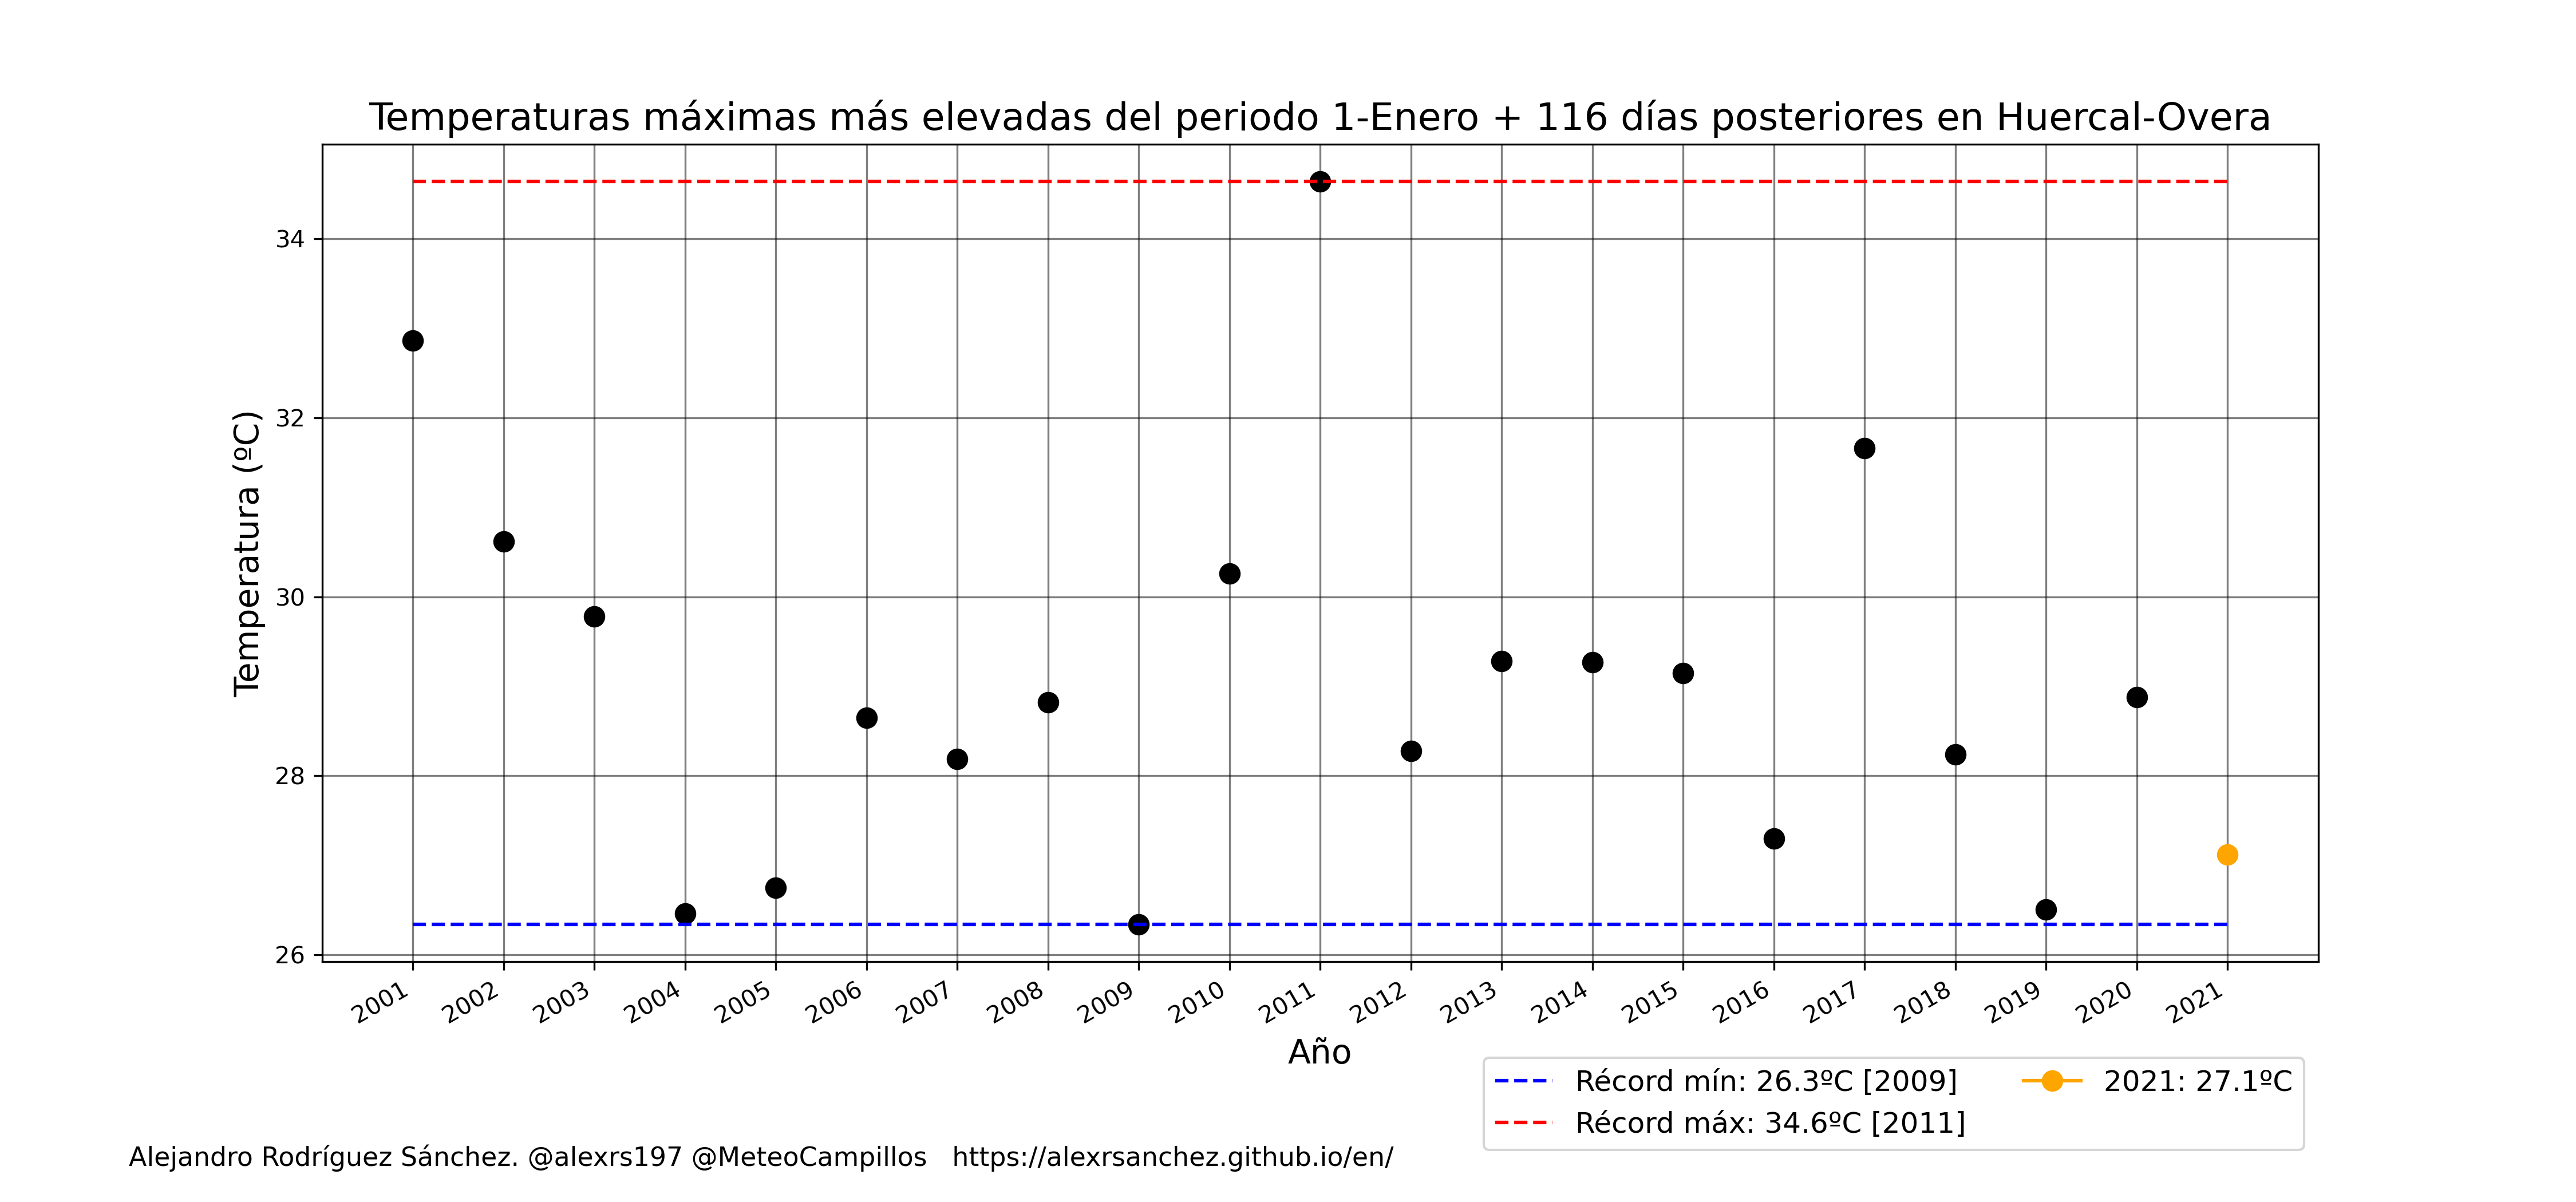 Temperaturas máximas más elevadas del periodo 1-Enero + 116 días posteriores en Huercal-Overa
Temperatura (ºC)
34
32
30
28
26
2001 2002 2003 2004 2005 2006 2007 2008 2009 2010 2011 2012 2013 2014 2015 2016 2017 2018 2019 2020 2021
Año
Récord mín: 26.3ºC [2009]
Récord máx: 34.6ºC [2011]
2021: 27.1ºC
Alejandro Rodríguez Sánchez. @alexrs197 @MeteoCampillos https://alexrsanchez.github.io/en/